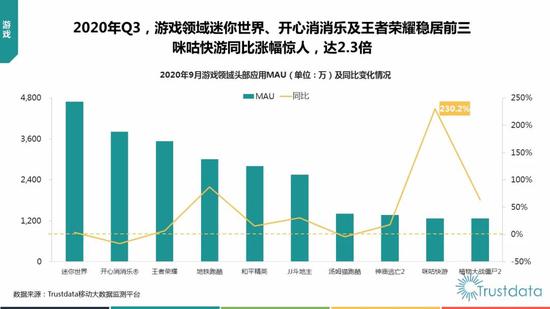 游戏
2020年Q3，游戏领域迷你世界、开心消消乐及王者荣耀稳居前三
咪咕快游同比涨幅惊人，达2.3倍
2020年9月游戏领域头部应用MAU（单位：万）及同比变化情况
MAU 同比
4,800 250%
230.2%
200%
3,600
150%
2,400 100%
50%
1,200
0%
0 -50%
迷你世界 开心消消乐® 王者荣耀 地铁跑酷 和平精英 JJ斗地主 汤姆猫跑酷 神庙逃亡2 咪咕快游 植物大战僵尸2
数据来源：Trustdata移动大数据监测平台
Trustdata